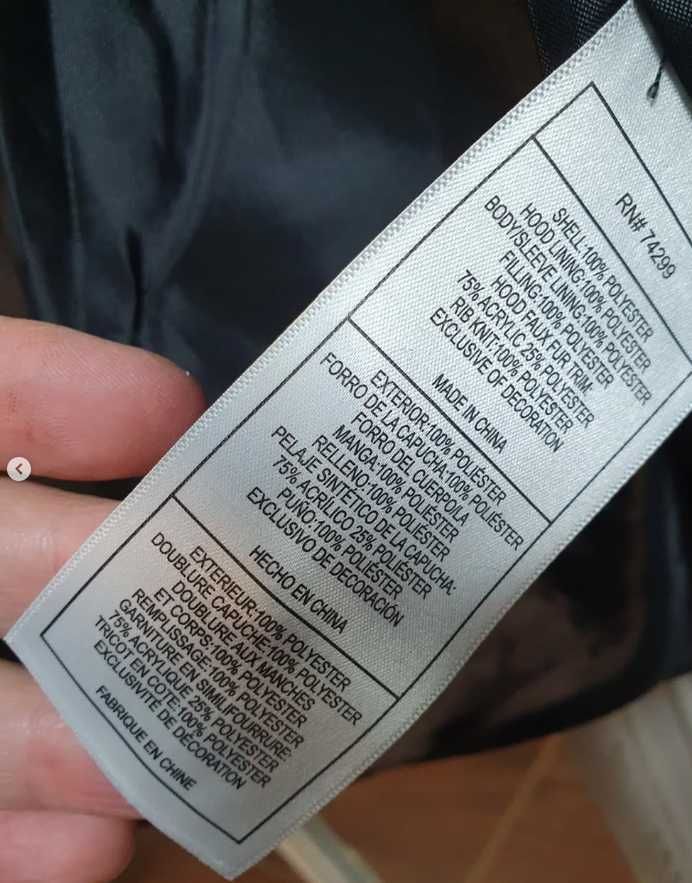 RN# 74299
SHELL:100% POLYESTER
HOOD LINING:100% POLYESTER
BODY/SLEEVE LINING:100% POLYESTER
FILLING:100% POLYESTER
HOOD FAUX FUR TRIM:
75% ACRYLIC 25% POLYESTER
RIB KNIT:100% POLYESTER
EXCLUSIVE OF DECORATION
MADE IN CHINA
EXTERIOR:100% POLIÉSTER
FORRO DE LA CAPUCHA:100% POLIÉSTER
FORRO DEL CUERPO/LA
MANGA:100% POLIÉSTER
RELLENO:100% POLIÉSTER
PELAJE SINTÉTICO DE LA CAPUCHA:
75% ACRÍLICO 25% POLIÉSTER
PUÑO:100% POLIÉSTER
EXCLUSIVO DE DECORACIÓN
HECHO EN CHINA
EXTERIEUR:100% POLYESTER
DOUBLURE CAPUCHE:100% POLYESTER
DOUBLURE AUX MANCHES
ET CORPS:100% POLYESTER
REMPLISSAGE:100% POLYESTER
GARNITURE EN SIMILIFOURRURE:
75% ACRYLIQUE 25% POLYESTER
TRICOT EN COTE:100% POLYESTER
EXCLUSIVITÉ DE DÉCORATION
FABRIQUE EN CHINE